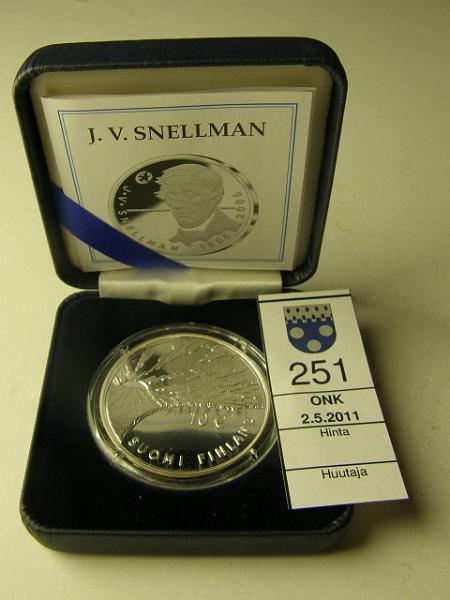 J. V. SNELLMAN
J.V. SNELLMAN 1806-2006
10 €
SUOMI FINLAND
251
ONK
2.5.2011
Hinta
Huutaja